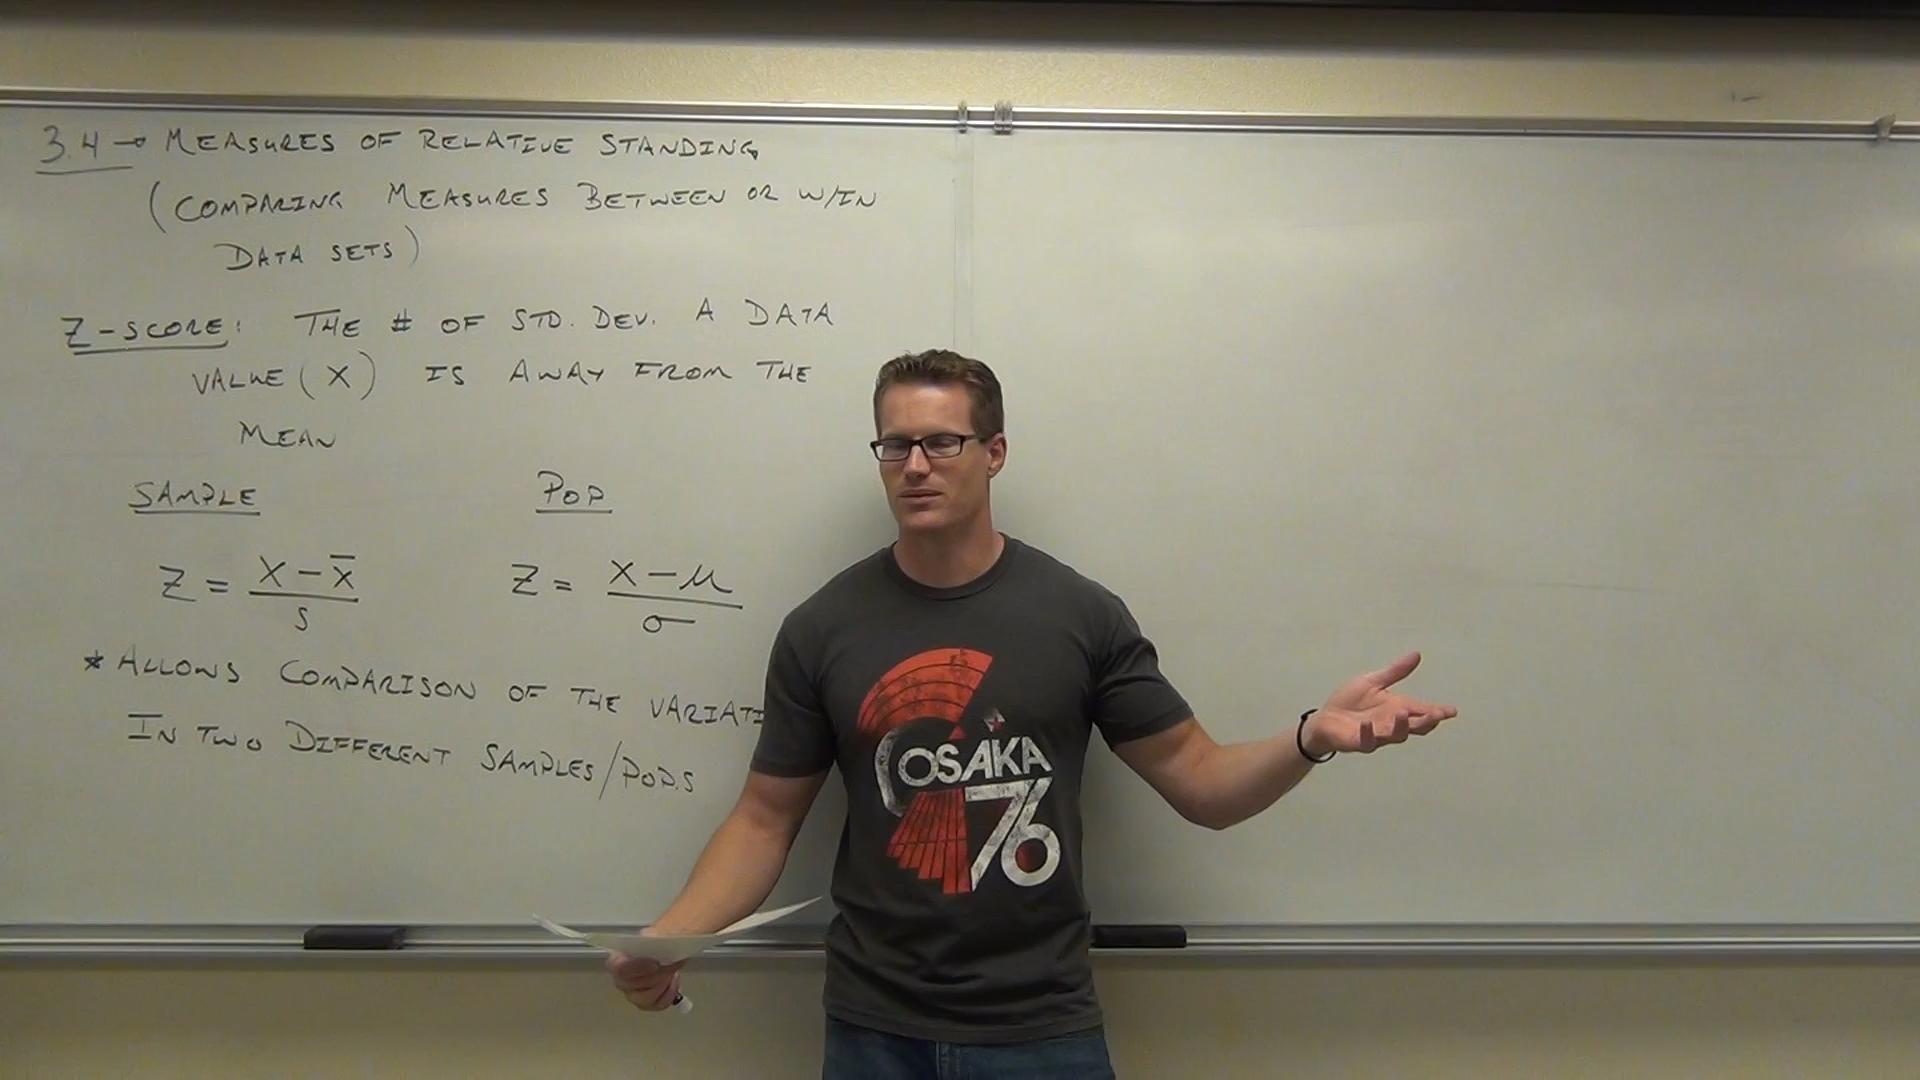 3.4 → MEASURES OF RELATIVE STANDING
(COMPARING MEASURES BETWEEN OR W/IN
DATA SETS)
Z-SCORE: THE # OF STD. DEV. A DATA
VALUE (X) IS AWAY FROM THE
MEAN
SAMPLE
Z = (x - x̄) / s
POP
Z = (x - μ) / σ
* ALLOWS COMPARISON OF THE VARIATI
IN TWO DIFFERENT SAMPLES/POPS
OSAKA
76